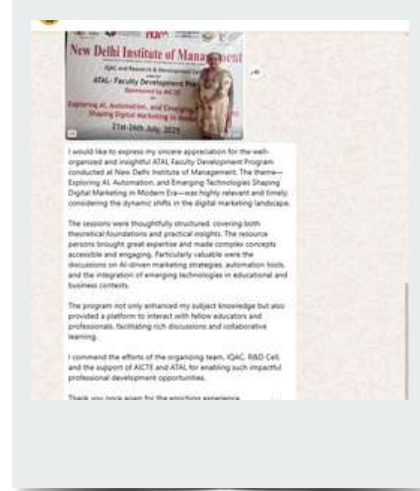 New Delhi Institute of Management
IQAC and Research & Development Cell
ATAL- Faculty Development
Sponsored by AICTE
on
Exploring AI, Automation, and Emerging
Shaping Digital Marketing in Modern
21st-26th July, 2025
I would like to express my sincere appreciation for the well-
organized and insightful ATAL Faculty Development Program
conducted at New Delhi Institute of Management. The theme—
Exploring AI, Automation, and Emerging Technologies Shaping
Digital Marketing in Modern Era—was highly relevant and timely,
considering the dynamic shifts in the digital marketing landscape.
The sessions were thoughtfully structured, covering both
theoretical foundations and practical insights. The resource
persons brought great expertise and made complex concepts
accessible and engaging. Particularly valuable were the
discussions on AI-driven marketing strategies, automation tools,
and the integration of emerging technologies in educational and
business contexts.
The program not only enhanced my subject knowledge but also
provided a platform to interact with fellow educators and
professionals, facilitating rich discussions and collaborative
learning.
I commend the efforts of the organizing team, IQAC, R&D Cell,
and the support of AICTE and ATAL for enabling such impactful
professional development opportunities.
Thank you once again for the enriching experience